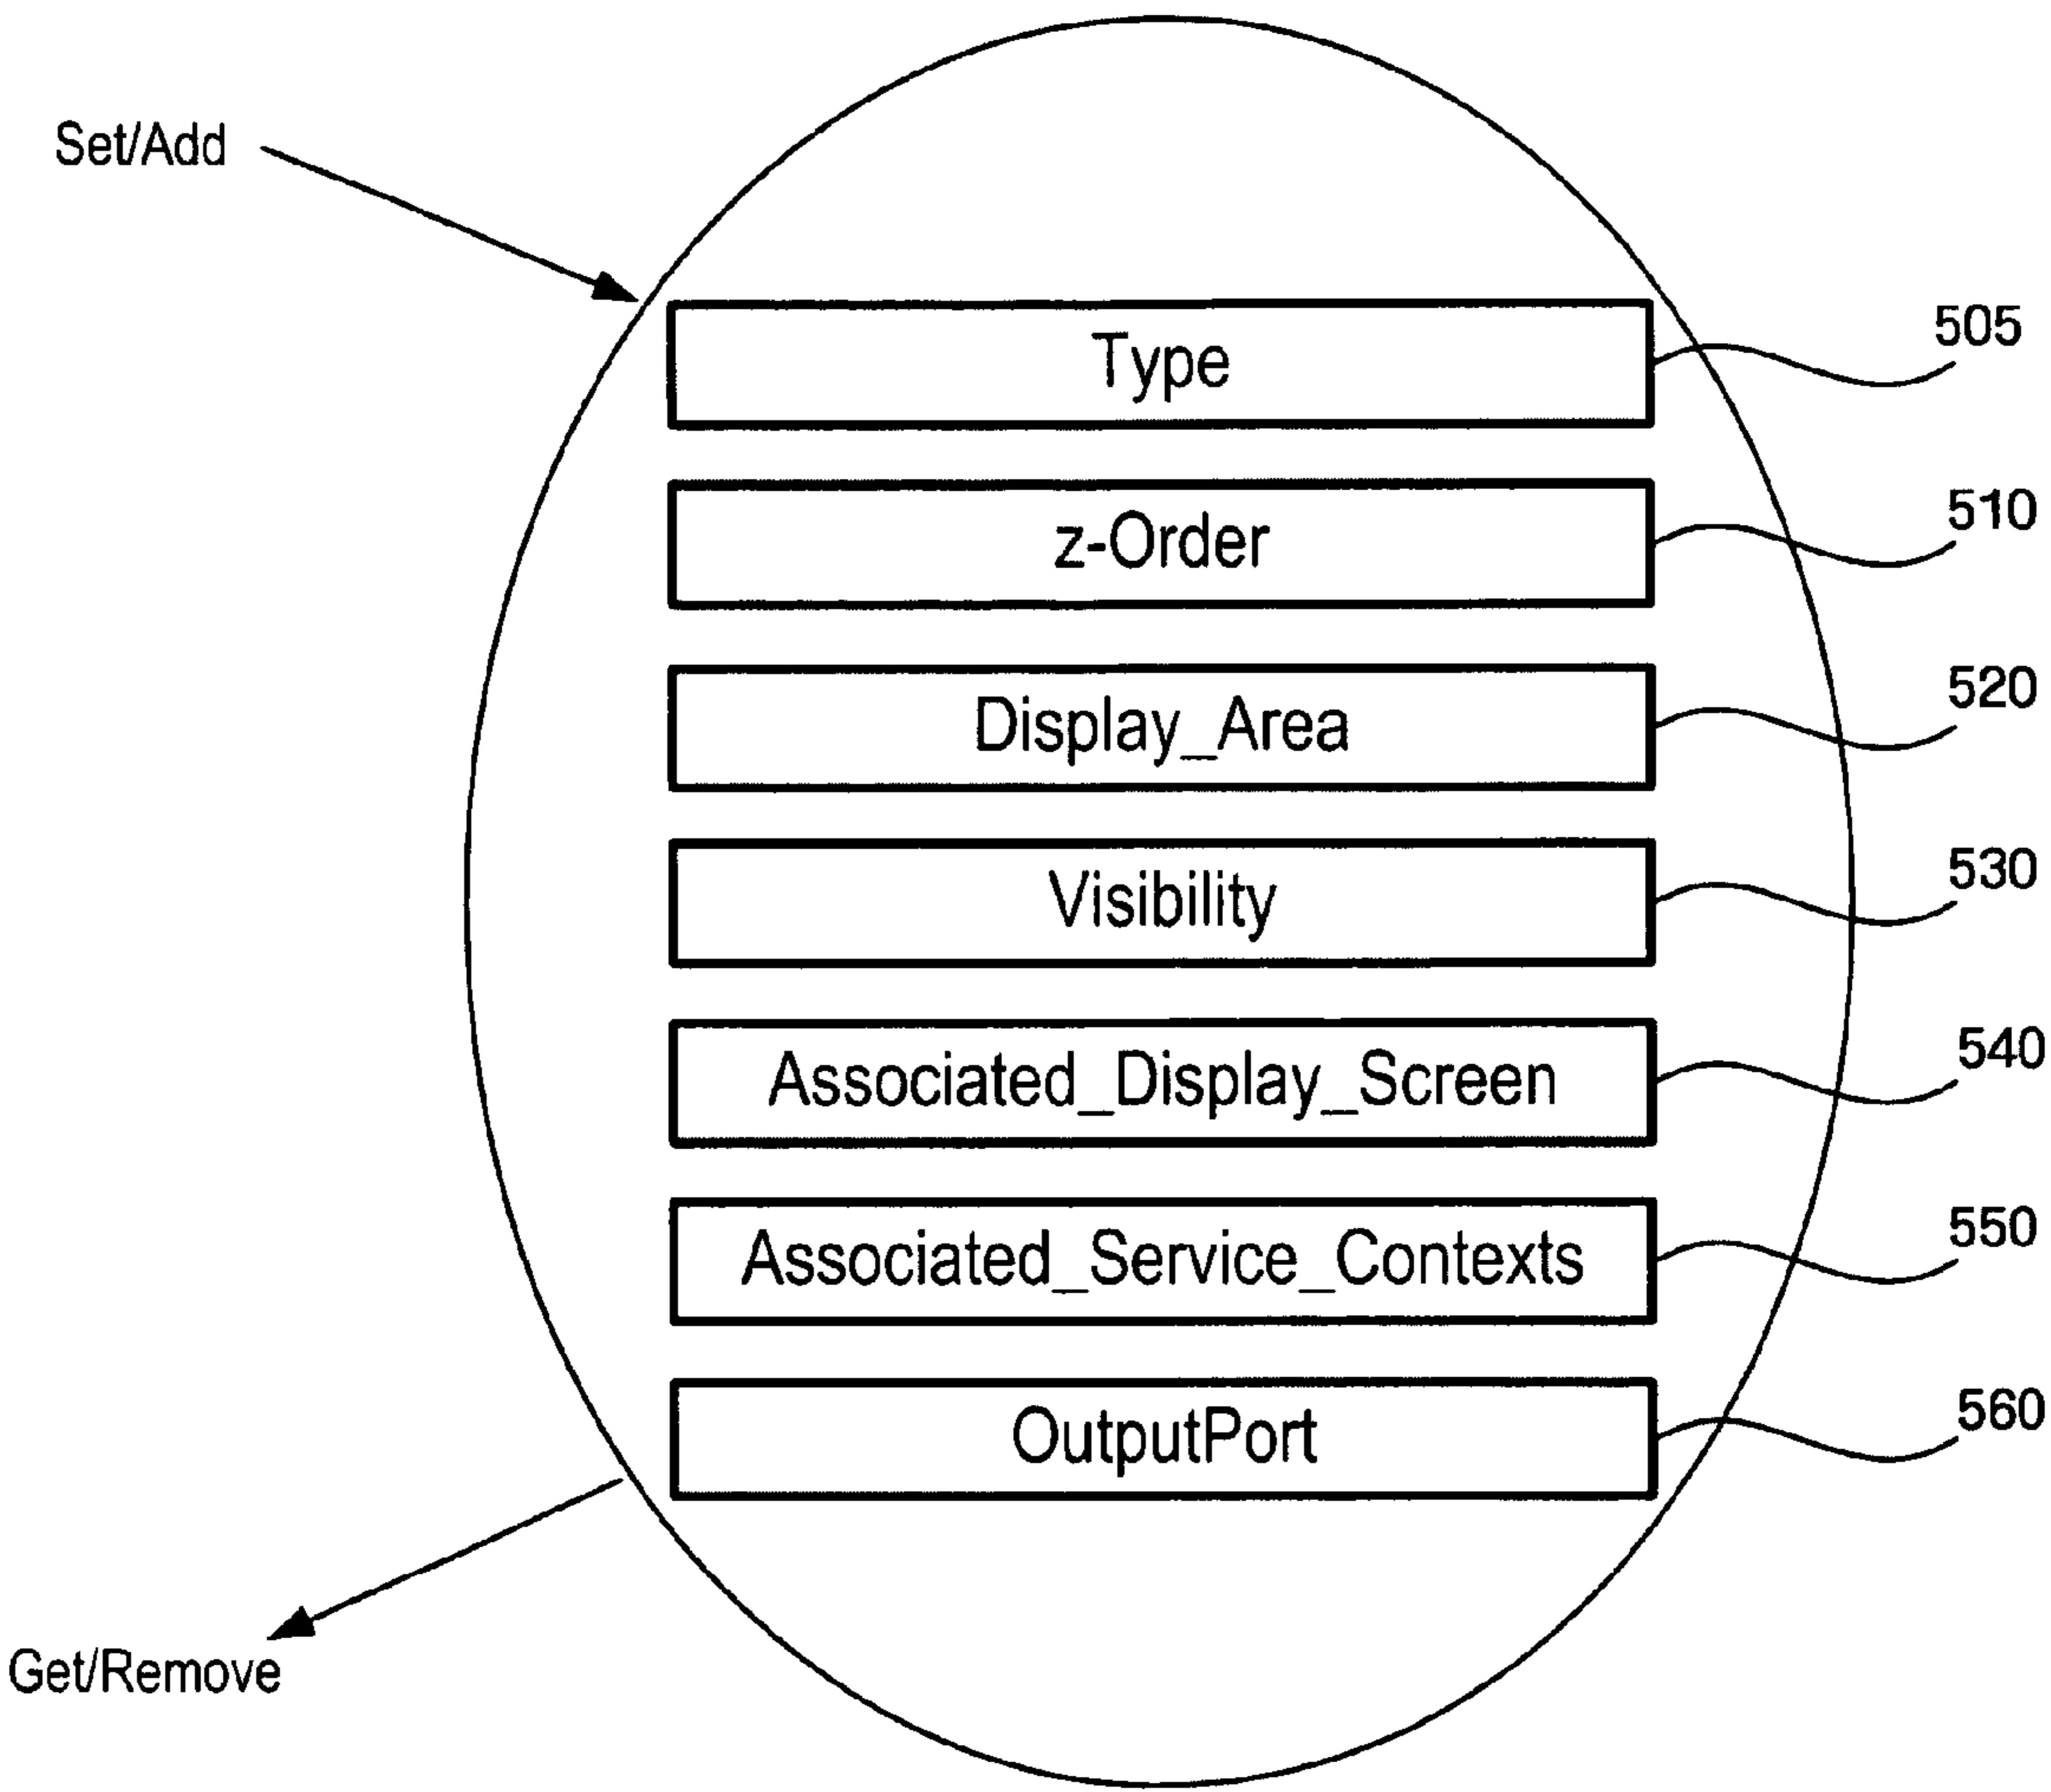 Set/Add
Type
505
z-Order
510
Display_Area
520
Visibility
530
Associated_Display_Screen
540
Associated_Service_Contexts
550
OutputPort
560
Get/Remove